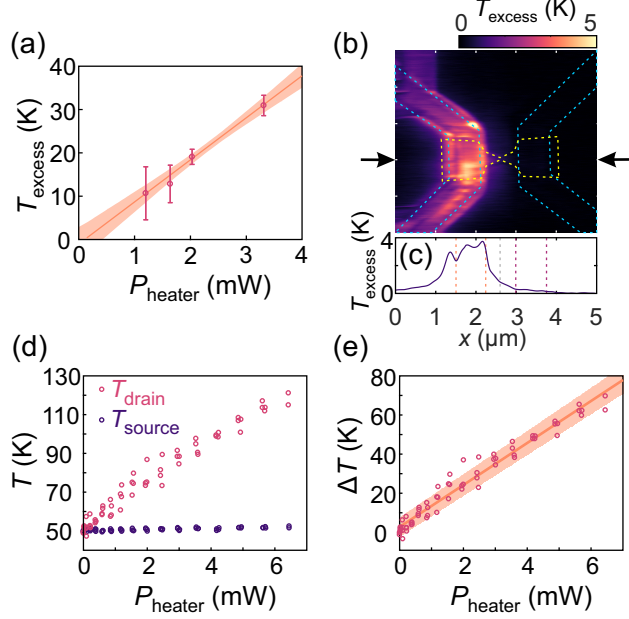 (a)
T_excess (K)
40
30
20
10
0
0 1 2 3 4
P_heater (mW)
(b)
T_excess (K)
0 5
(c)
T_excess (K)
4
0
0 1 2 3 4 5
x (μm)
(d)
T (K)
130
110
90
70
50
T_drain
T_source
0 2 4 6
P_heater (mW)
(e)
ΔT (K)
80
60
40
20
0
0 2 4 6
P_heater (mW)